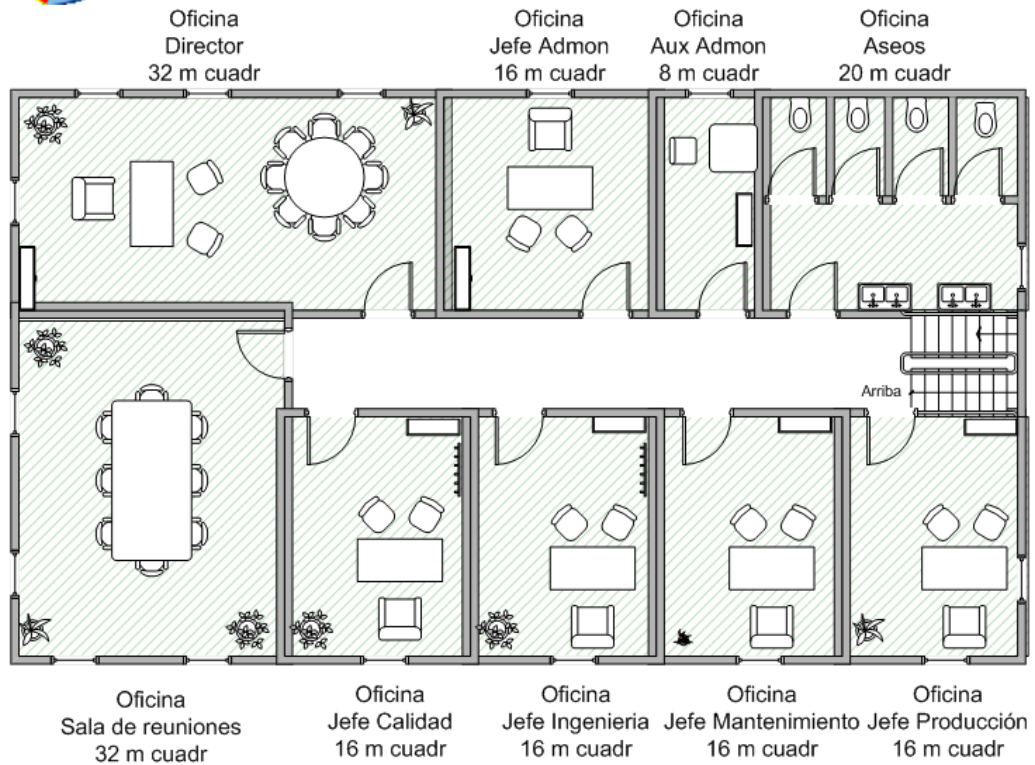 Oficina
Director
32 m cuadr
Oficina
Jefe Admon
16 m cuadr
Oficina
Aux Admon
8 m cuadr
Oficina
Aseos
20 m cuadr
Arriba
Oficina
Sala de reuniones
32 m cuadr
Oficina
Jefe Calidad
16 m cuadr
Oficina
Jefe Ingenieria
16 m cuadr
Oficina
Jefe Mantenimiento
16 m cuadr
Oficina
Jefe Producción
16 m cuadr